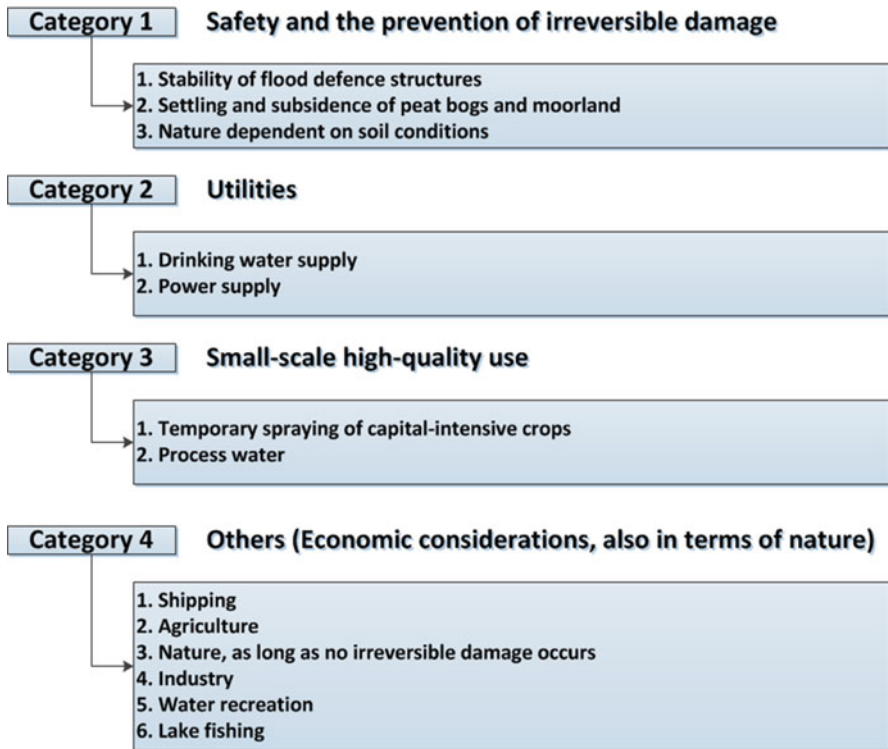 Category 1 Safety and the prevention of irreversible damage
1. Stability of flood defence structures
2. Settling and subsidence of peat bogs and moorland
3. Nature dependent on soil conditions
Category 2 Utilities
1. Drinking water supply
2. Power supply
Category 3 Small-scale high-quality use
1. Temporary spraying of capital-intensive crops
2. Process water
Category 4 Others (Economic considerations, also in terms of nature)
1. Shipping
2. Agriculture
3. Nature, as long as no irreversible damage occurs
4. Industry
5. Water recreation
6. Lake fishing